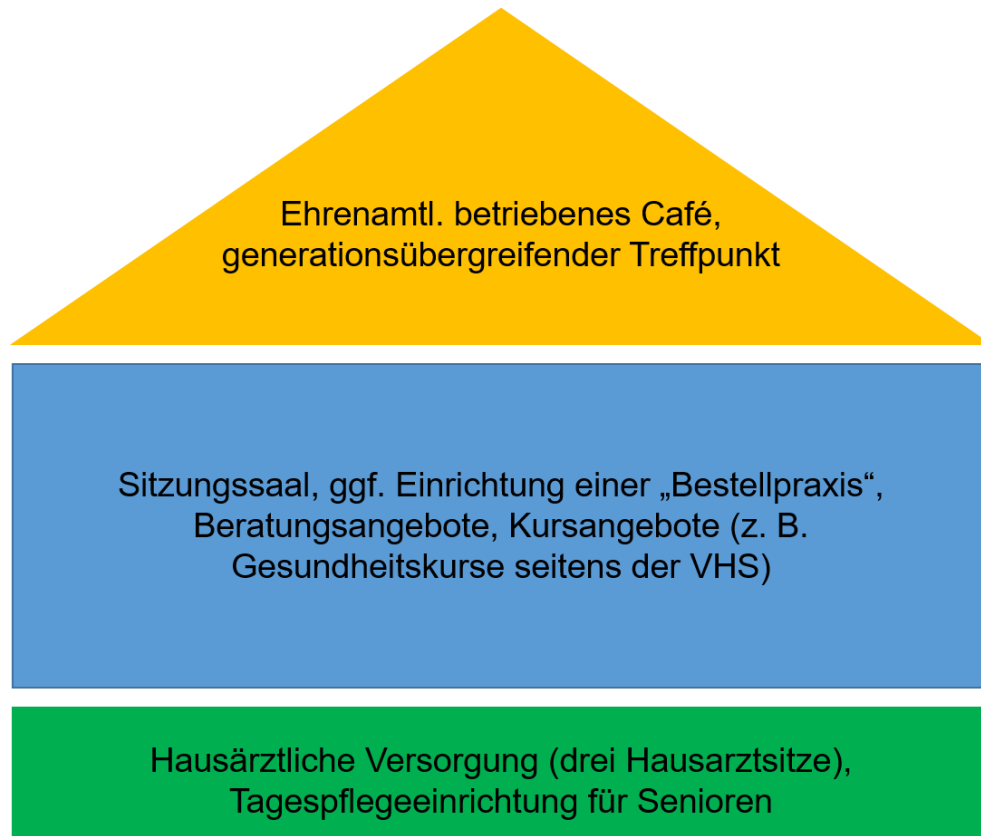 Ehrenamtl. betriebenes Café,
generationsübergreifender Treffpunkt
Sitzungssaal, ggf. Einrichtung einer „Bestellpraxis“,
Beratungsangebote, Kursangebote (z. B.
Gesundheitskurse seitens der VHS)
Hausärztliche Versorgung (drei Hausarztsitze),
Tagespflegeeinrichtung für Senioren